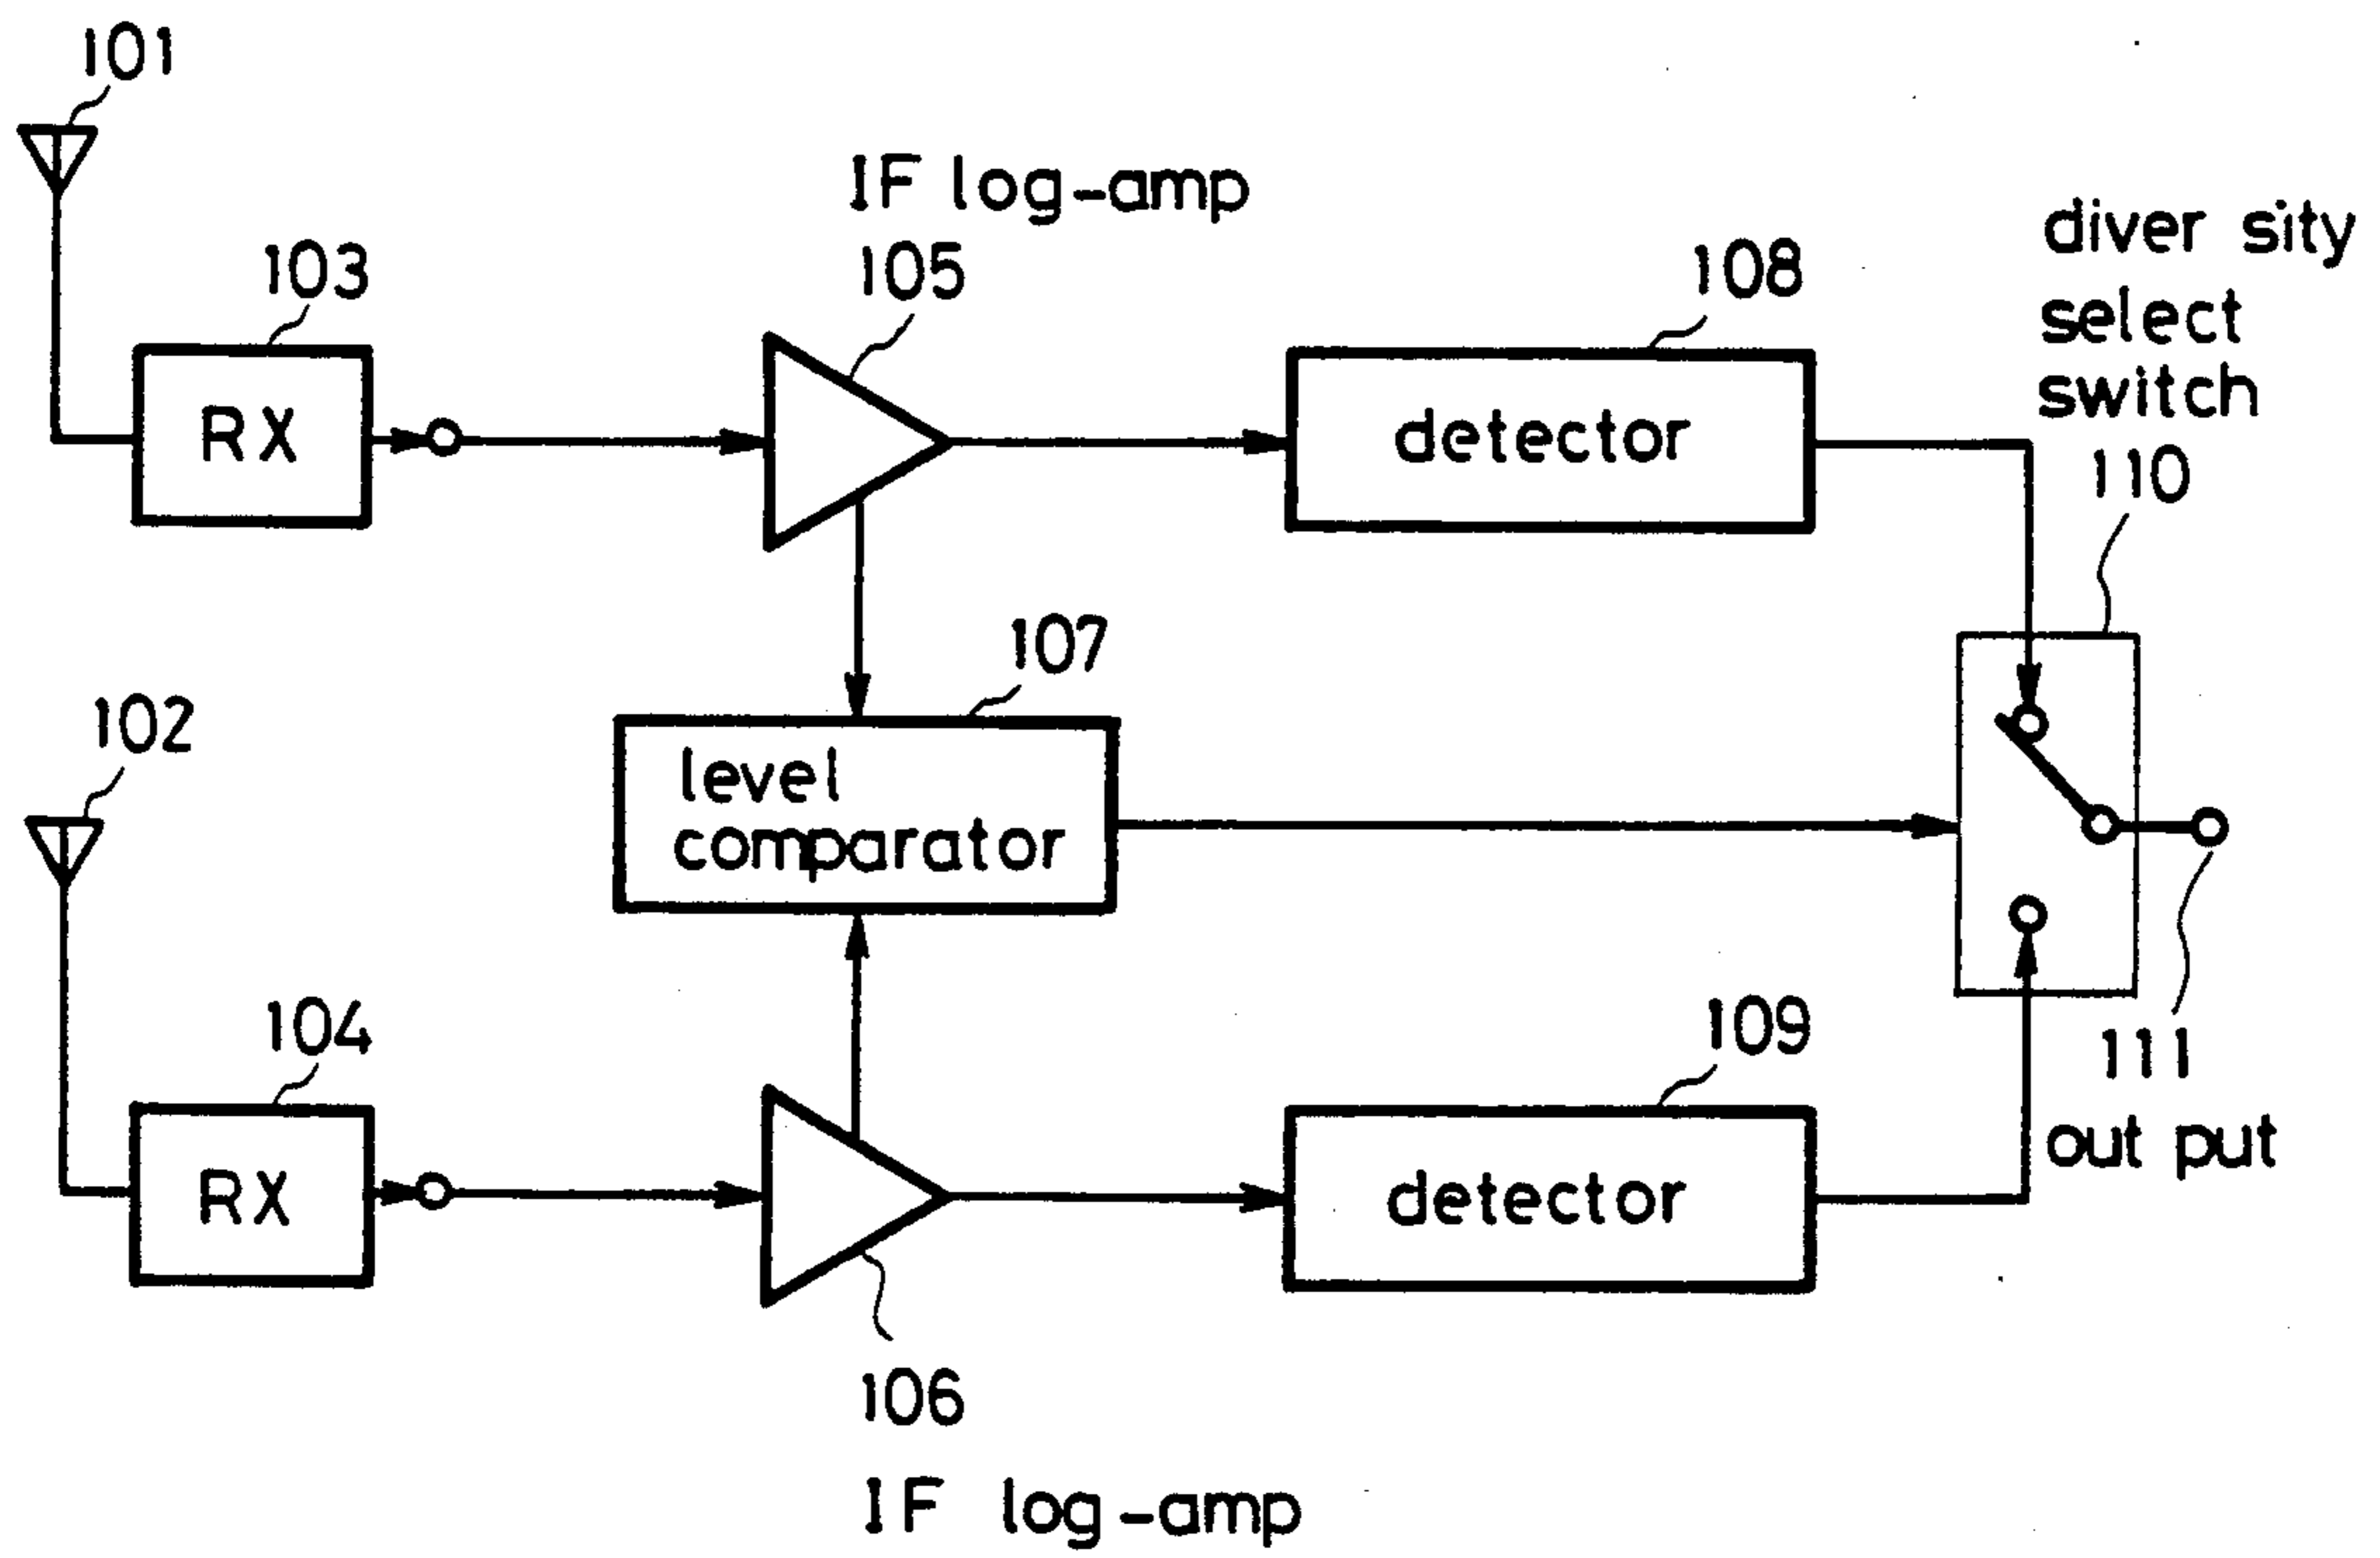 101
IF log-amp
105
103
RX
108
detector
diver sity
select
switch
110
107
level
comparator
102
104
RX
109
detector
111
out put
106
IF log-amp